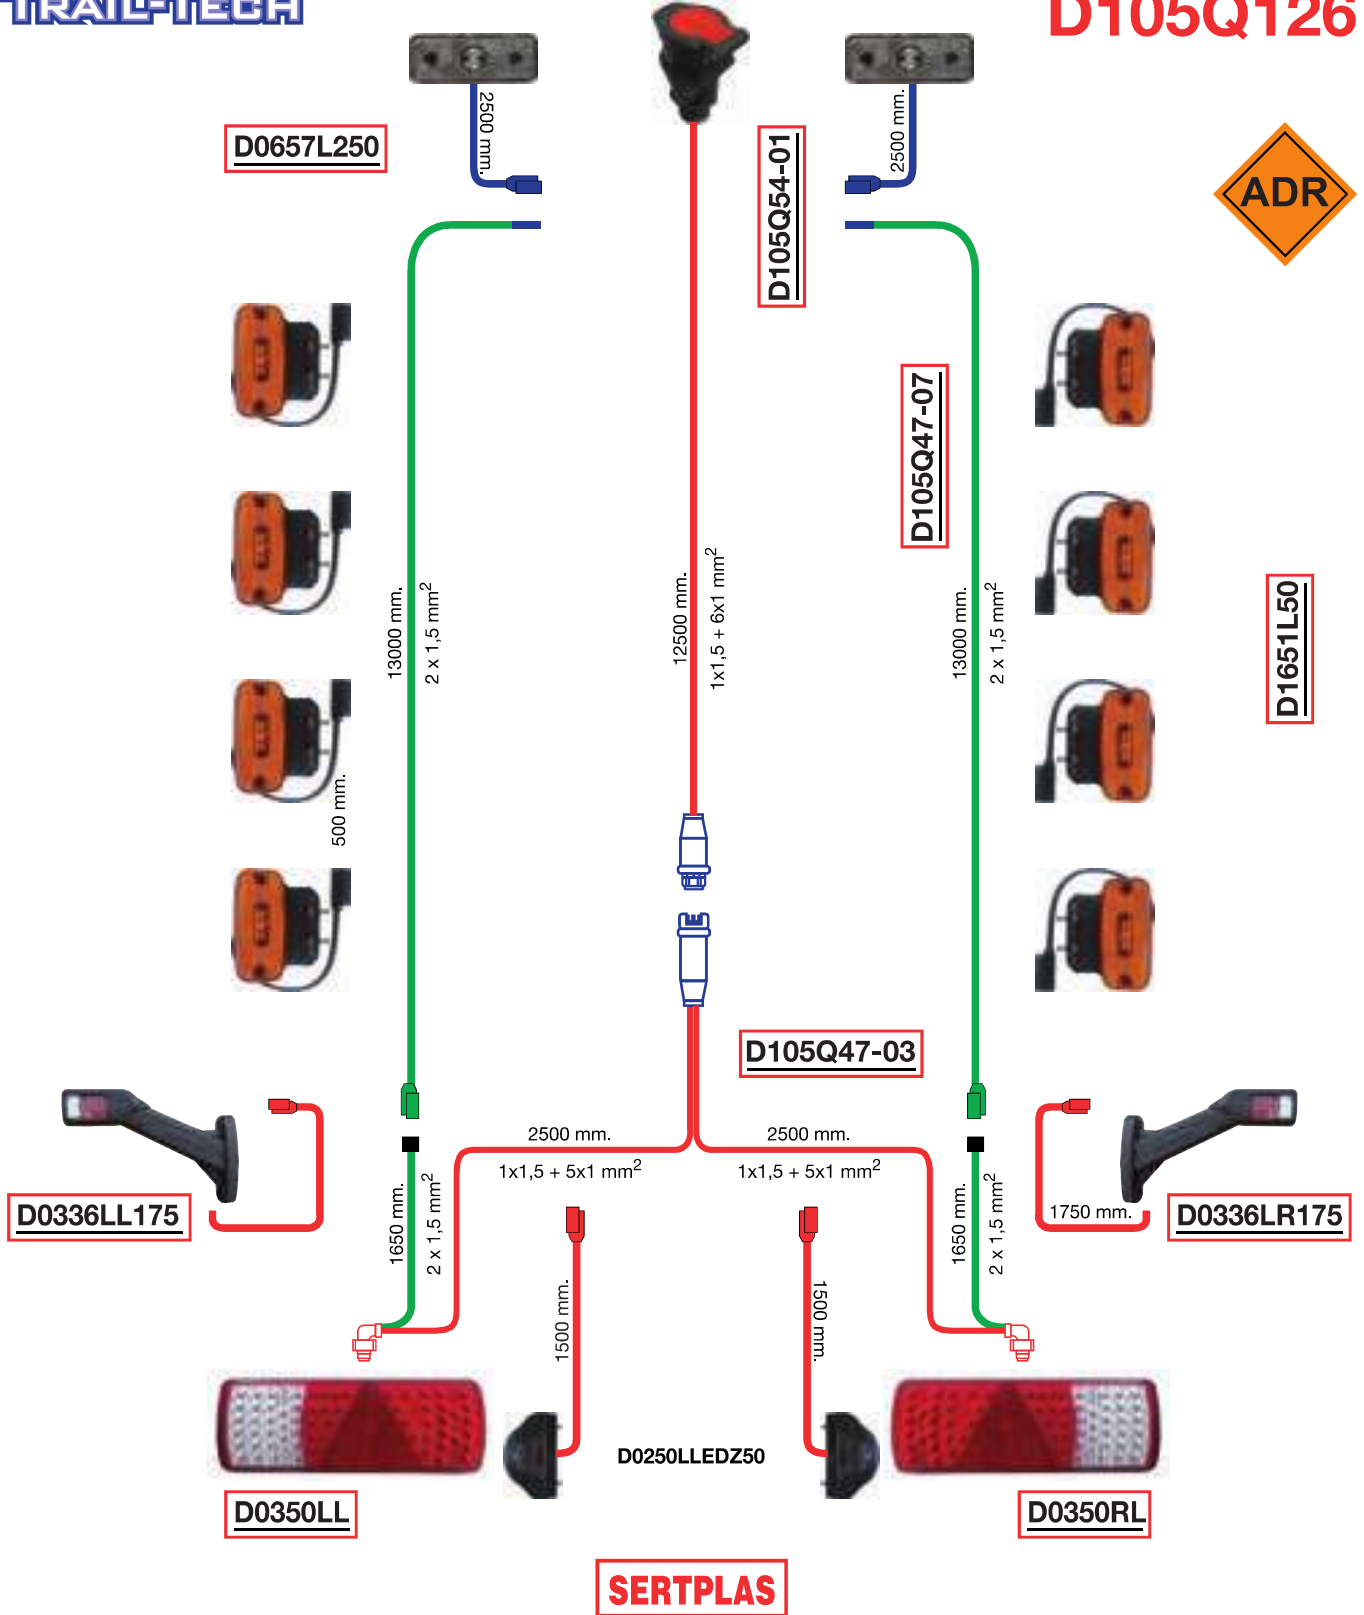 TRAIL-TECH
D105Q126
2500 mm.
2500 mm.
D0657L250
D105Q54-01
ADR
D105Q47-07
13000 mm.
2 x 1,5 mm²
12500 mm.
1x1,5 + 6x1 mm²
13000 mm.
2 x 1,5 mm²
D1651L50
500 mm.
D105Q47-03
2500 mm.
1x1,5 + 5x1 mm²
2500 mm.
1x1,5 + 5x1 mm²
D0336LL175
1650 mm.
2 x 1,5 mm²
1650 mm.
2 x 1,5 mm²
1750 mm.
D0336LR175
1500 mm.
1500 mm.
D0250LLEDZ50
D0350LL
D0350RL
SERTPLAS